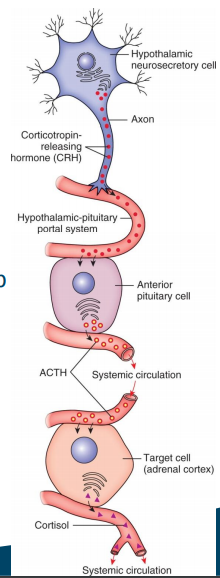 Hypothalamic
neurosecretory cell
Axon
Corticotropin-
releasing
hormone (CRH)
Hypothalamic-pituitary
portal system
Anterior
pituitary cell
ACTH
Systemic circulation
Target cell
(adrenal cortex)
Cortisol
Systemic circulation